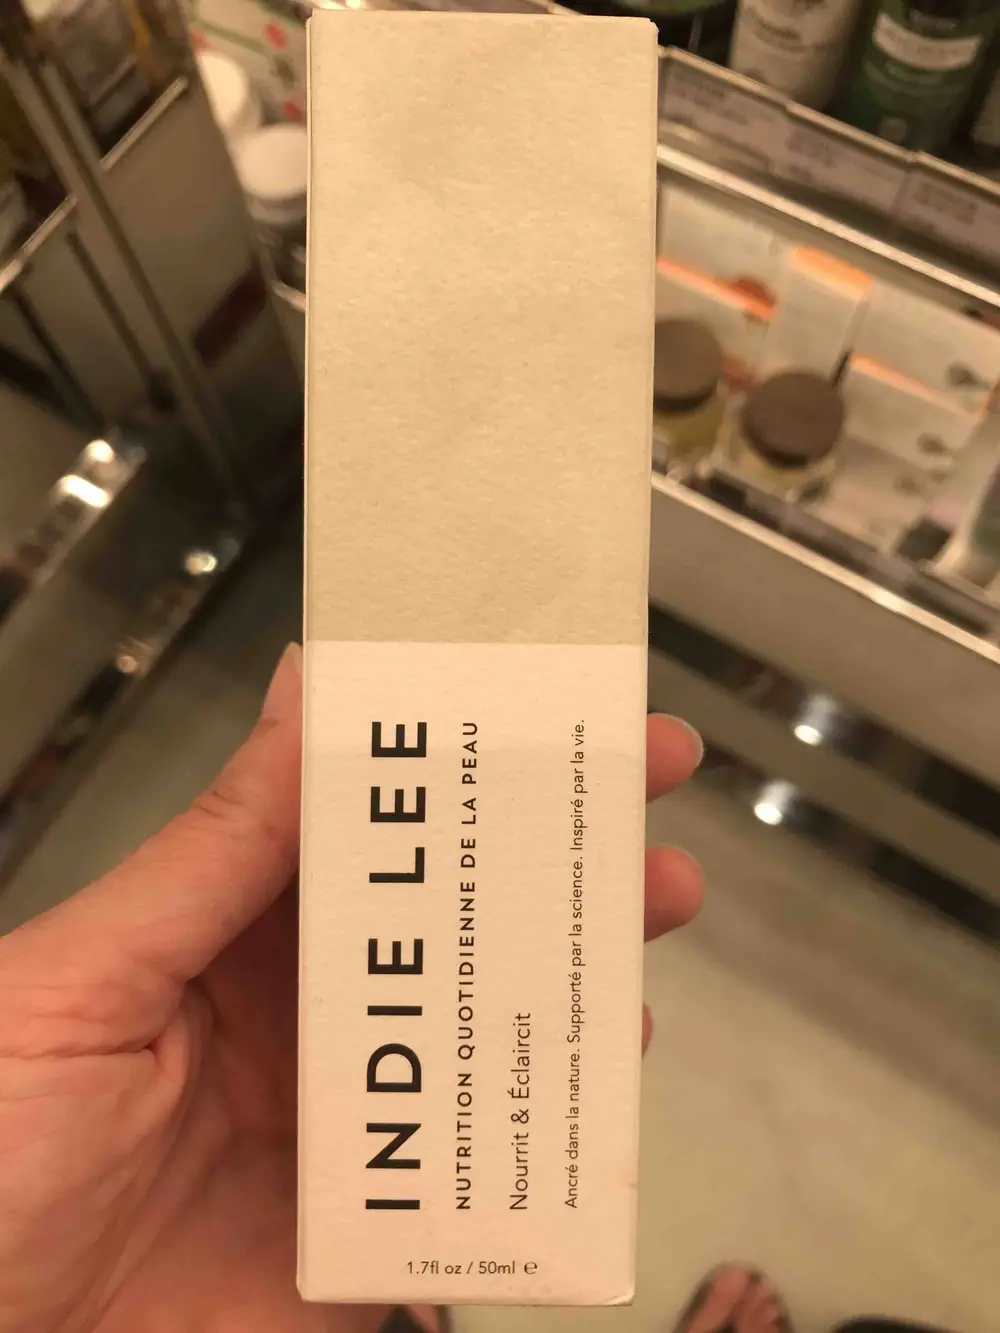 INDIE LEE
NUTRITION QUOTIDIENNE DE LA PEAU
Nourrit & Éclaircit
Ancré dans la nature. Supporté par la science. Inspiré par la vie.
1.7fl oz / 50ml ℮